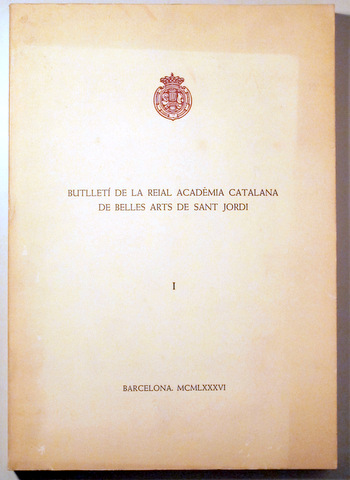 BUTLLETÍ DE LA REIAL ACADÈMIA CATALANA
DE BELLES ARTS DE SANT JORDI
I
BARCELONA. MCMLXXXVI